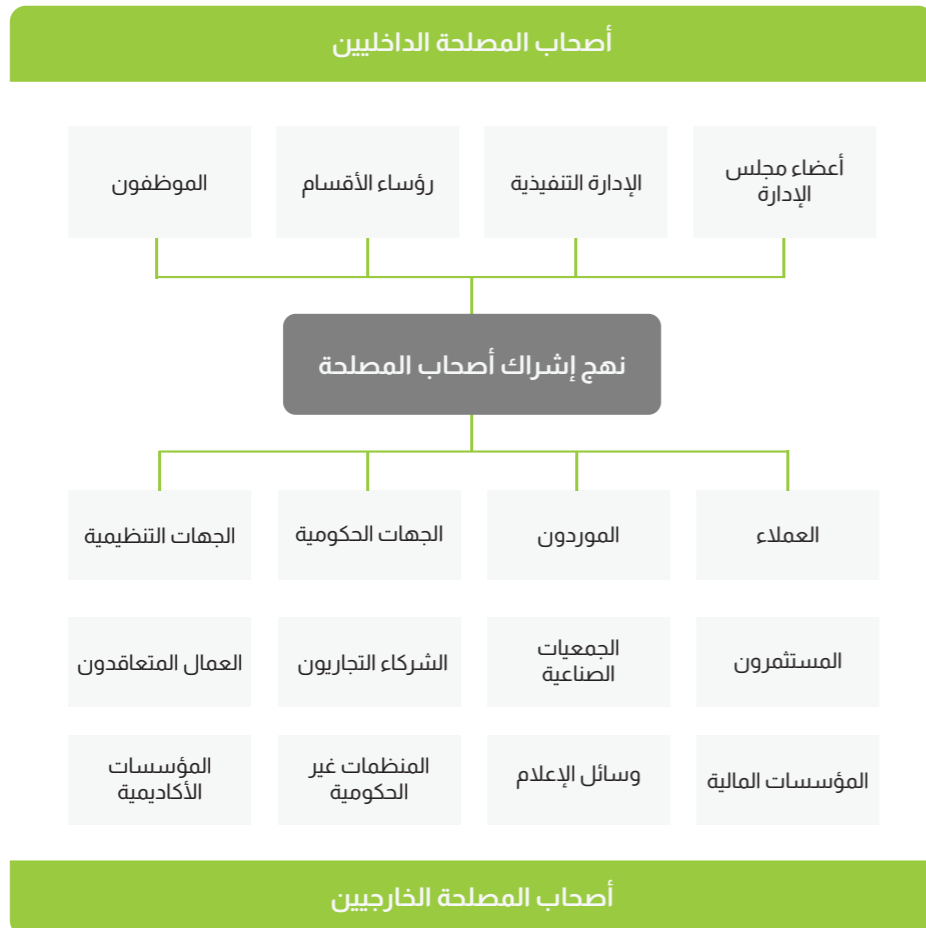 أصحاب المصلحة الداخليين
أعضاء مجلس
الإدارة
الإدارة التنفيذية
رؤساء الأقسام
الموظفون
نهج إشراك أصحاب المصلحة
العملاء
الموردون
الجهات الحكومية
الجهات التنظيمية
المستثمرون
الجمعيات
الصناعية
الشركاء التجاريون
العمال المتعاقدون
المؤسسات المالية
وسائل الإعلام
المنظمات غير
الحكومية
المؤسسات
الأكاديمية
أصحاب المصلحة الخارجيين